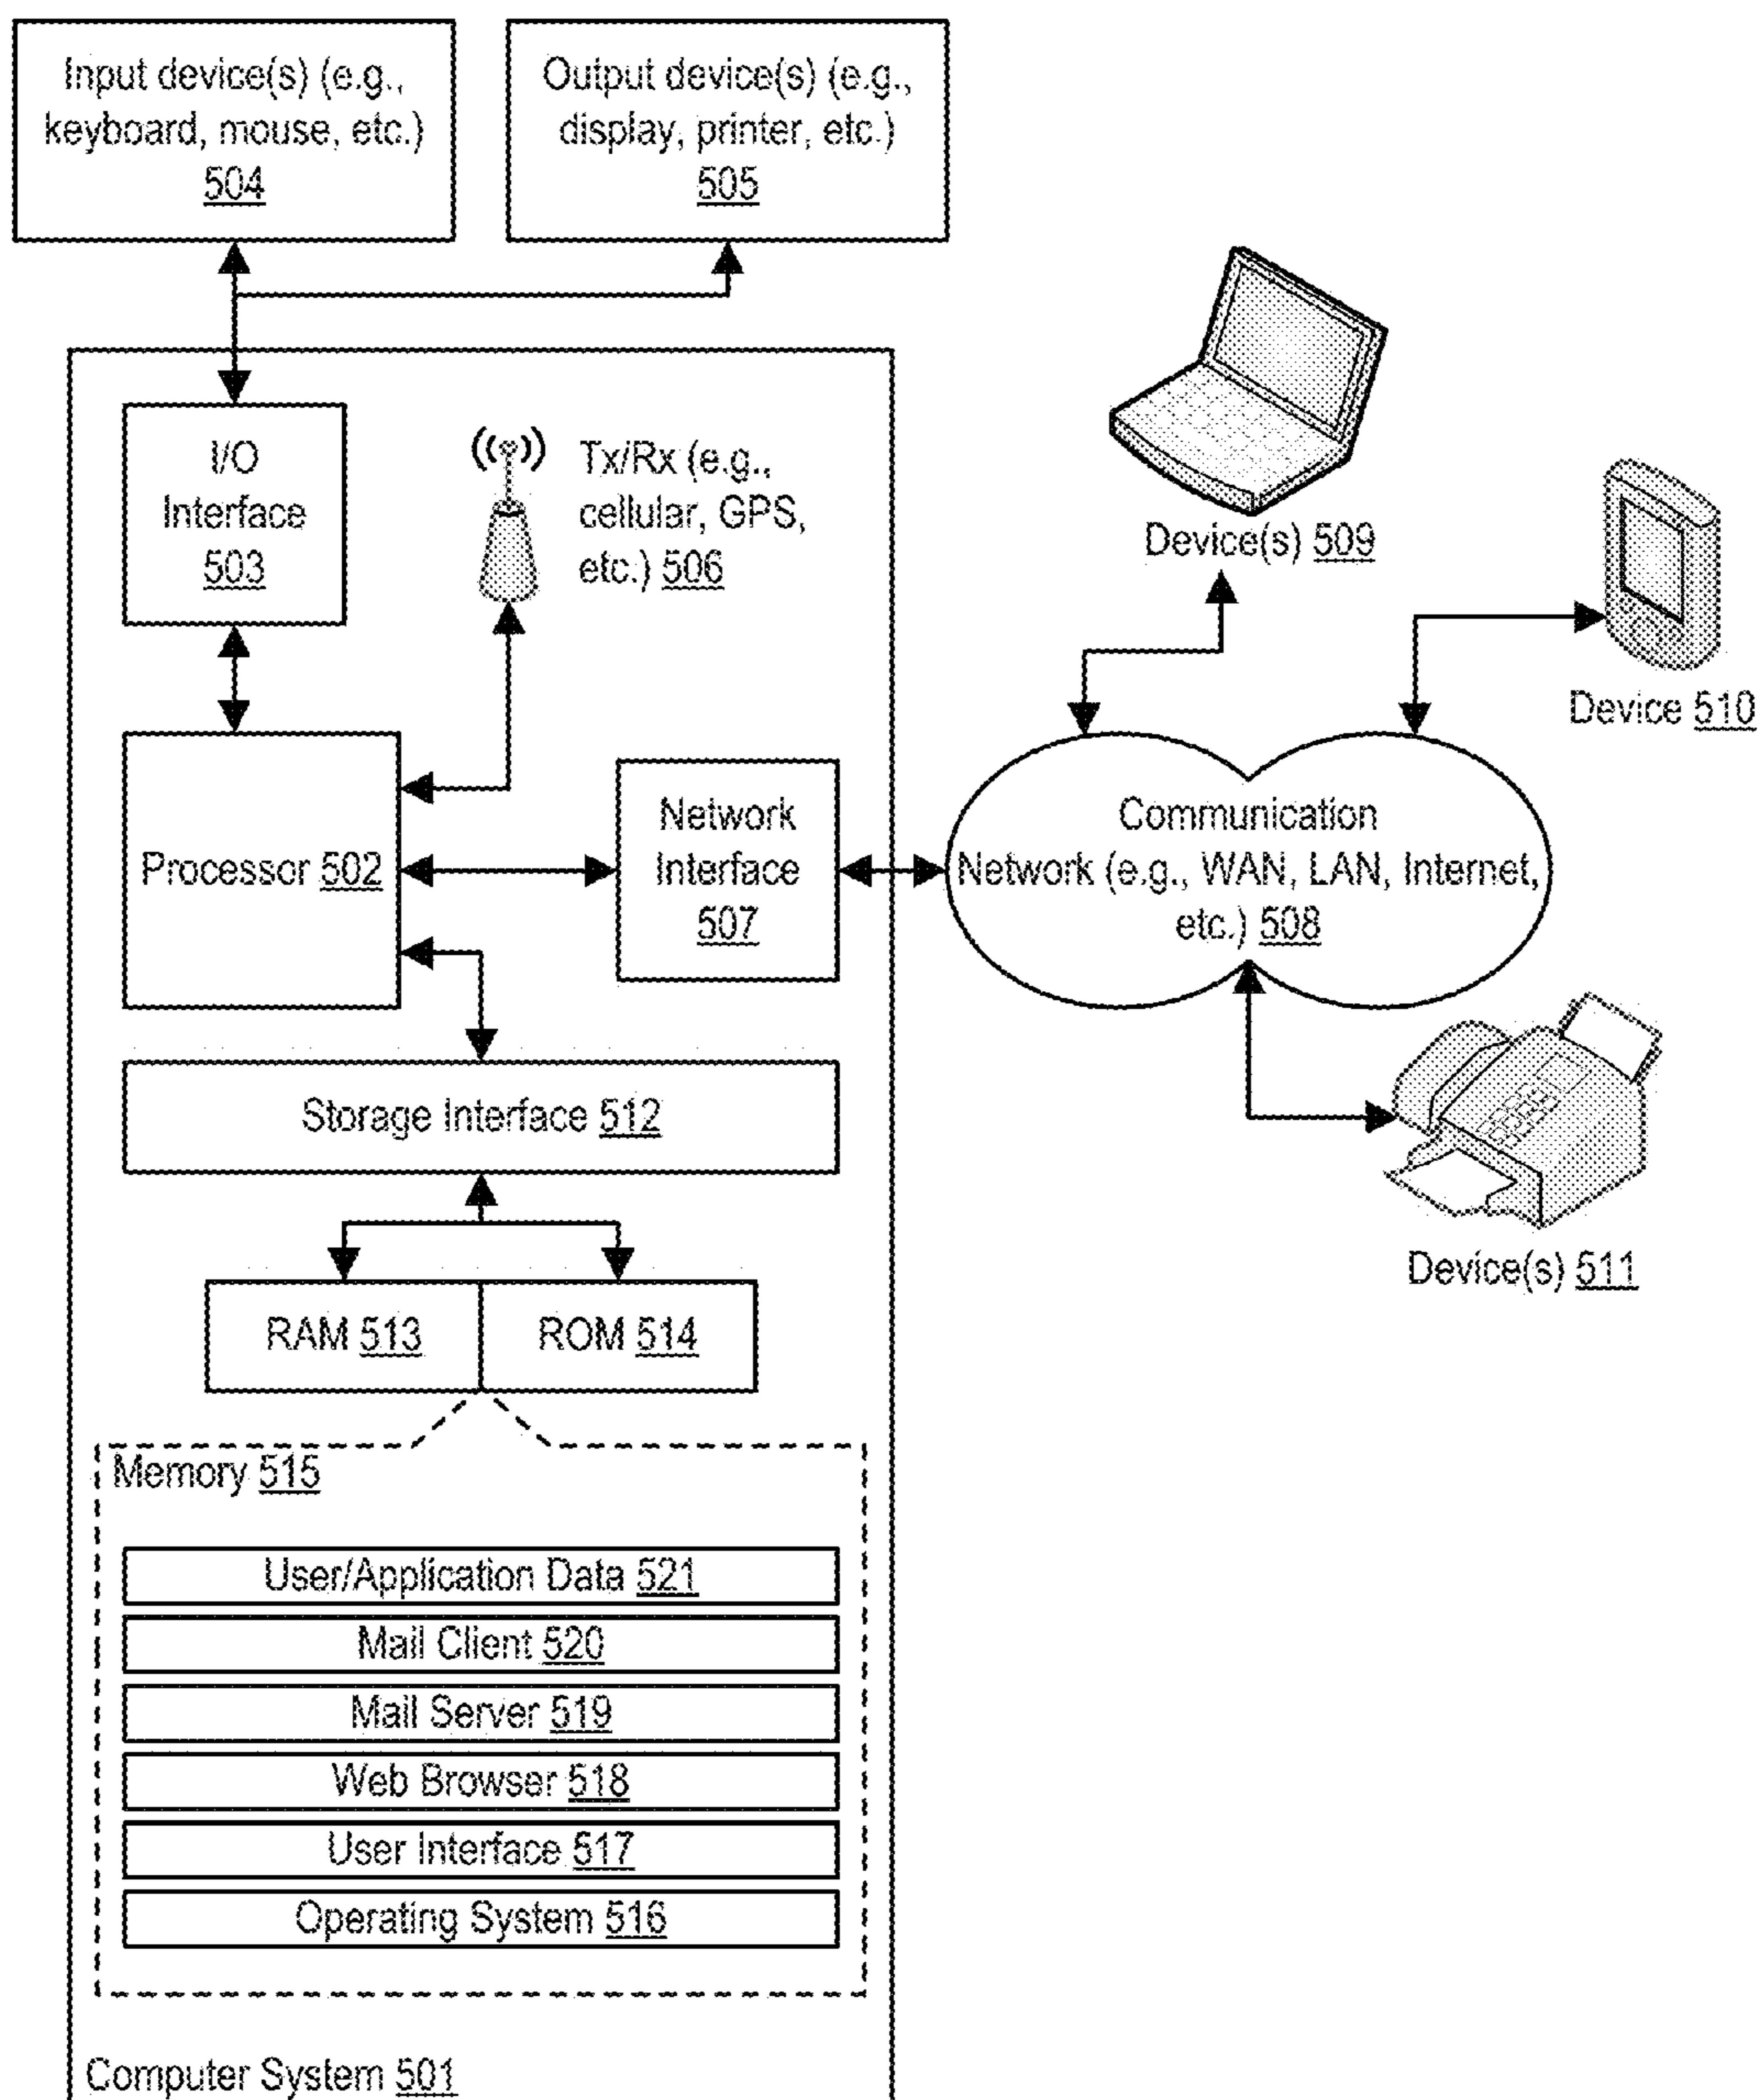 Input device(s) (e.g.,
keyboard, mouse, etc.)
504
Output device(s) (e.g.,
display, printer, etc.)
505
I/O
Interface
503
Tx/Rx (e.g.,
cellular, GPS,
etc.) 506
Device(s) 509
Device 510
Processor 502
Network
Interface
507
Communication
Network (e.g., WAN, LAN, Internet,
etc.) 508
Storage Interface 512
Device(s) 511
RAM 513
ROM 514
Memory 515
User/Application Data 521
Mail Client 520
Mail Server 519
Web Browser 518
User Interface 517
Operating System 516
Computer System 501